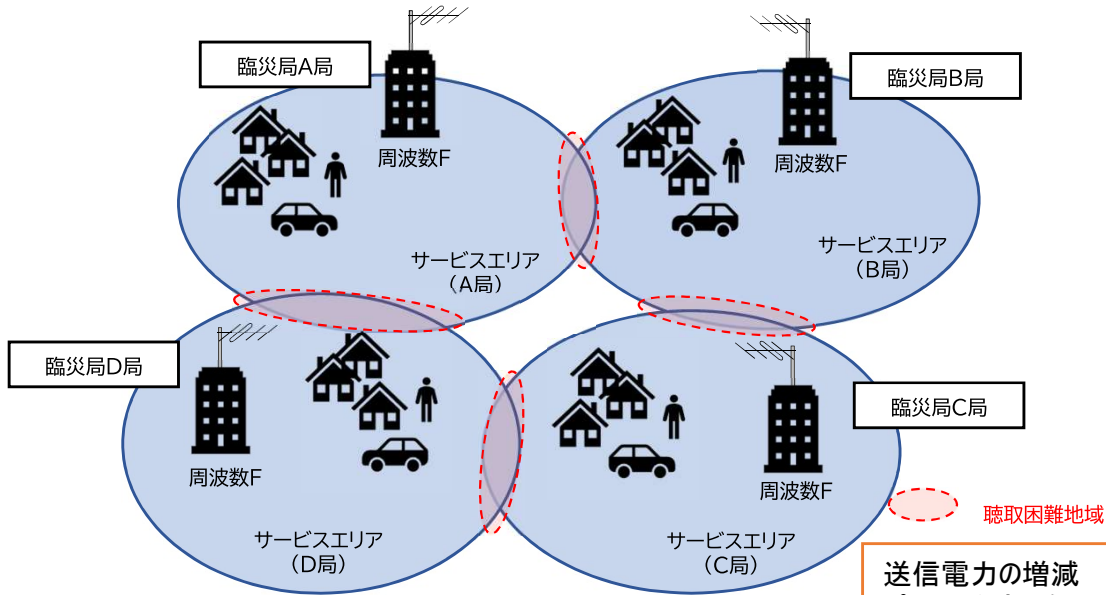 臨災局A局
周波数F
サービスエリア
（A局）
臨災局B局
周波数F
サービスエリア
（B局）
臨災局D局
周波数F
サービスエリア
（D局）
臨災局C局
周波数F
サービスエリア
（C局）
聴取困難地域
送信電力の増減